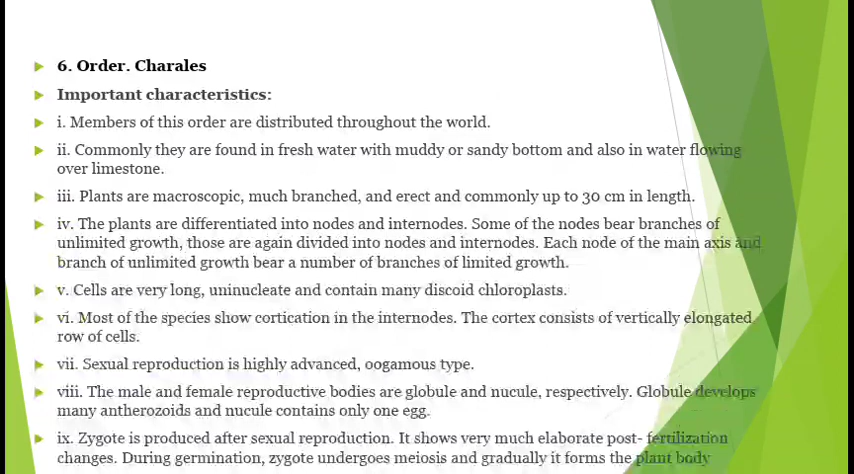 6. Order. Charales
Important characteristics:
i. Members of this order are distributed throughout the world.
ii. Commonly they are found in fresh water with muddy or sandy bottom and also in water flowing
over limestone.
iii. Plants are macroscopic, much branched, and erect and commonly up to 30 cm in length.
iv. The plants are differentiated into nodes and internodes. Some of the nodes bear branches of
unlimited growth, those are again divided into nodes and internodes. Each node of the main axis and
branch of unlimited growth bear a number of branches of limited growth.
v. Cells are very long, uninucleate and contain many discoid chloroplasts.
vi. Most of the species show cortication in the internodes. The cortex consists of vertically elongated
row of cells.
vii. Sexual reproduction is highly advanced, oogamous type.
viii. The male and female reproductive bodies are globule and nucule, respectively. Globule develops
many antherozoids and nucule contains only one egg.
ix. Zygote is produced after sexual reproduction. It shows very much elaborate post- fertilization
changes. During germination, zygote undergoes meiosis and gradually it forms the plant body